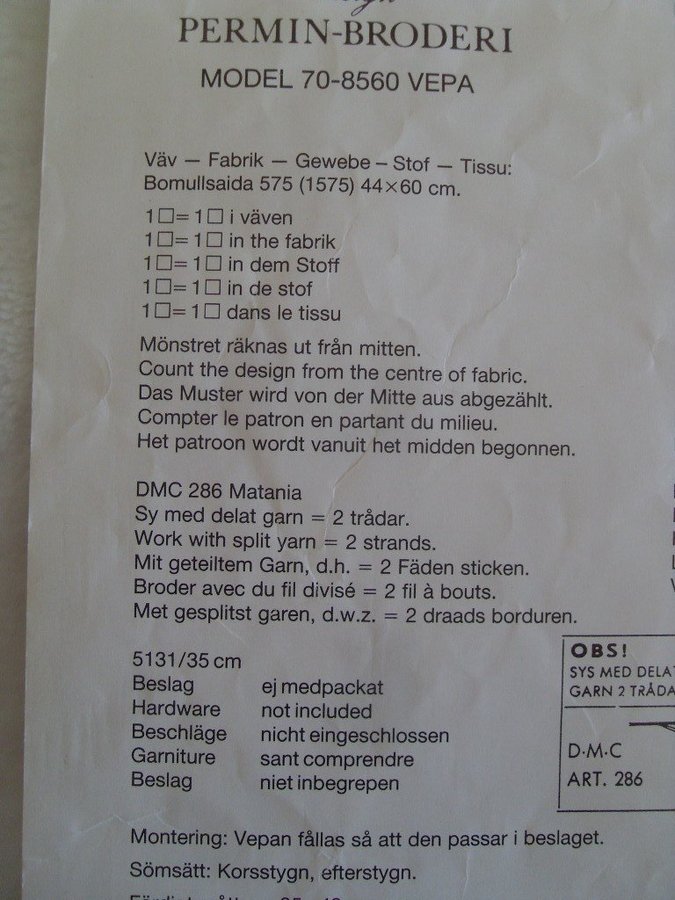 PERMIN-BRODERI
MODEL 70-8560 VEPA
Väv — Fabrik — Gewebe – Stof — Tissu:
Bomullsaida 575 (1575) 44×60 cm.
1□=1□ i väven
1□=1□ in the fabrik
1□=1□ in dem Stoff
1□=1□ in de stof
1□=1□ dans le tissu
Mönstret räknas ut från mitten.
Count the design from the centre of fabric.
Das Muster wird von der Mitte aus abgezählt.
Compter le patron en partant du milieu.
Het patroon wordt vanuit het midden begonnen.
DMC 286 Matania
Sy med delat garn = 2 trådar.
Work with split yarn = 2 strands.
Mit geteiltem Garn, d.h. = 2 Fäden sticken.
Broder avec du fil divisé = 2 fil à bouts.
Met gesplitst garen, d.w.z. = 2 draads borduren.
5131/35 cm
Beslag ej medpackat
Hardware not included
Beschläge nicht eingeschlossen
Garniture sant comprendre
Beslag niet inbegrepen
OBS!
SYS MED DELAT
GARN 2 TRÅDA
D·M·C
ART. 286
Montering: Vepan fållas så att den passar i beslaget.
Sömsätt: Korsstygn, efterstygn.